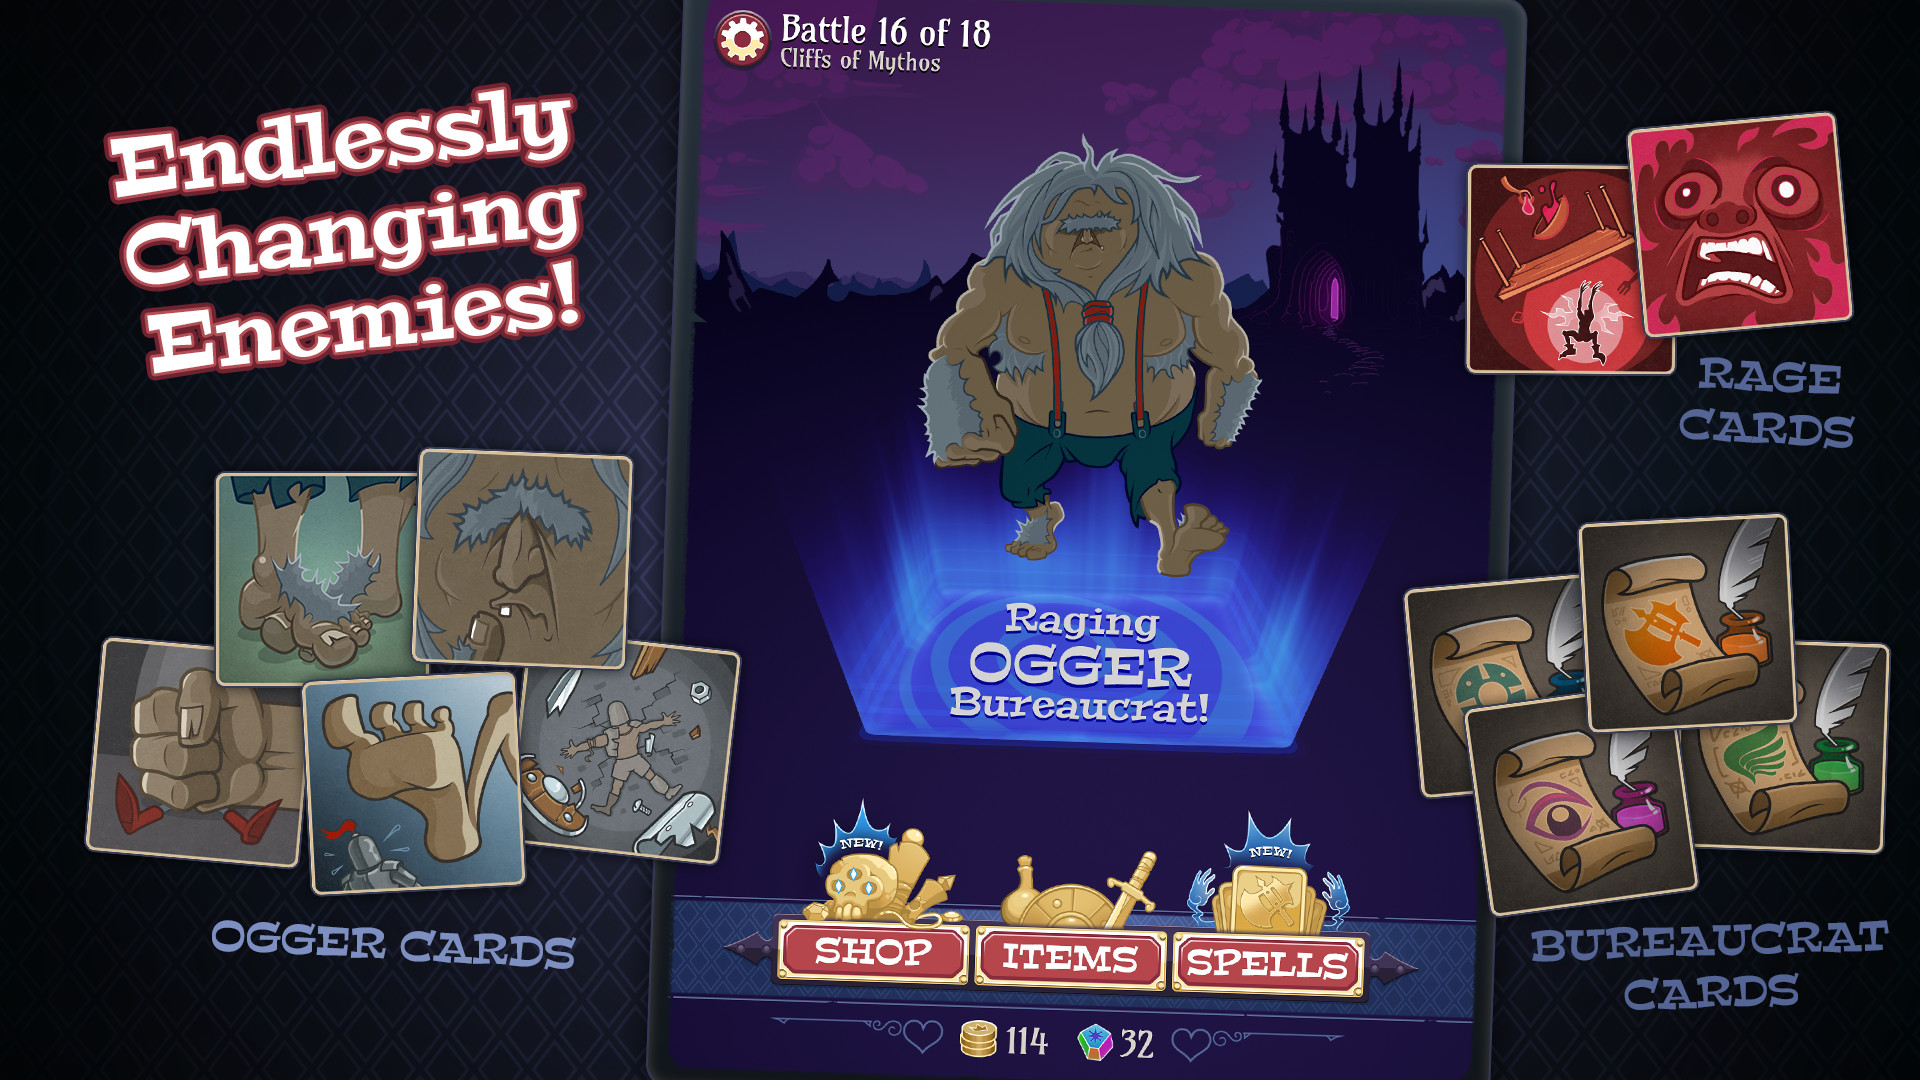 Endlessly
Changing
Enemies!
Battle 16 of 18
Cliffs of Mythos
RAGE
CARDS
Raging
OGGER
Bureaucrat!
NEW!
NEW!
SHOP
ITEMS
SPELLS
OGGER CARDS
BUREAUCRAT
CARDS
114
32